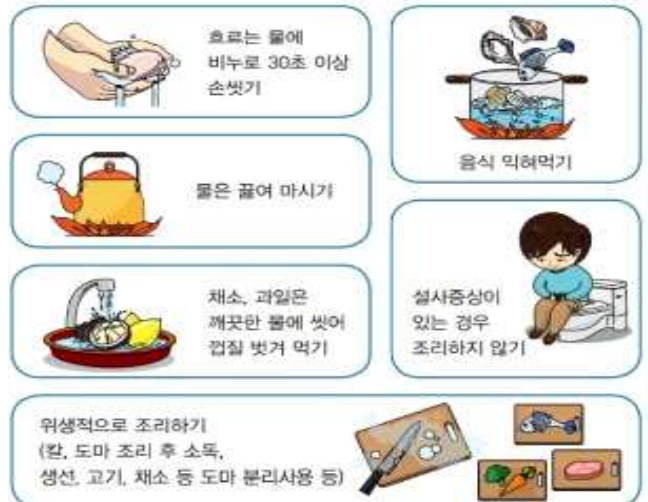 흐르는 물에
비누로 30초 이상
손씻기
음식 익혀먹기
물은 끓여 마시기
채소, 과일은
깨끗한 물에 씻어
껍질 벗겨 먹기
설사증상이
있는 경우
조리하지 않기
위생적으로 조리하기
(칼, 도마 조리 후 소독,
생선, 고기, 채소 등 도마 분리사용 등)